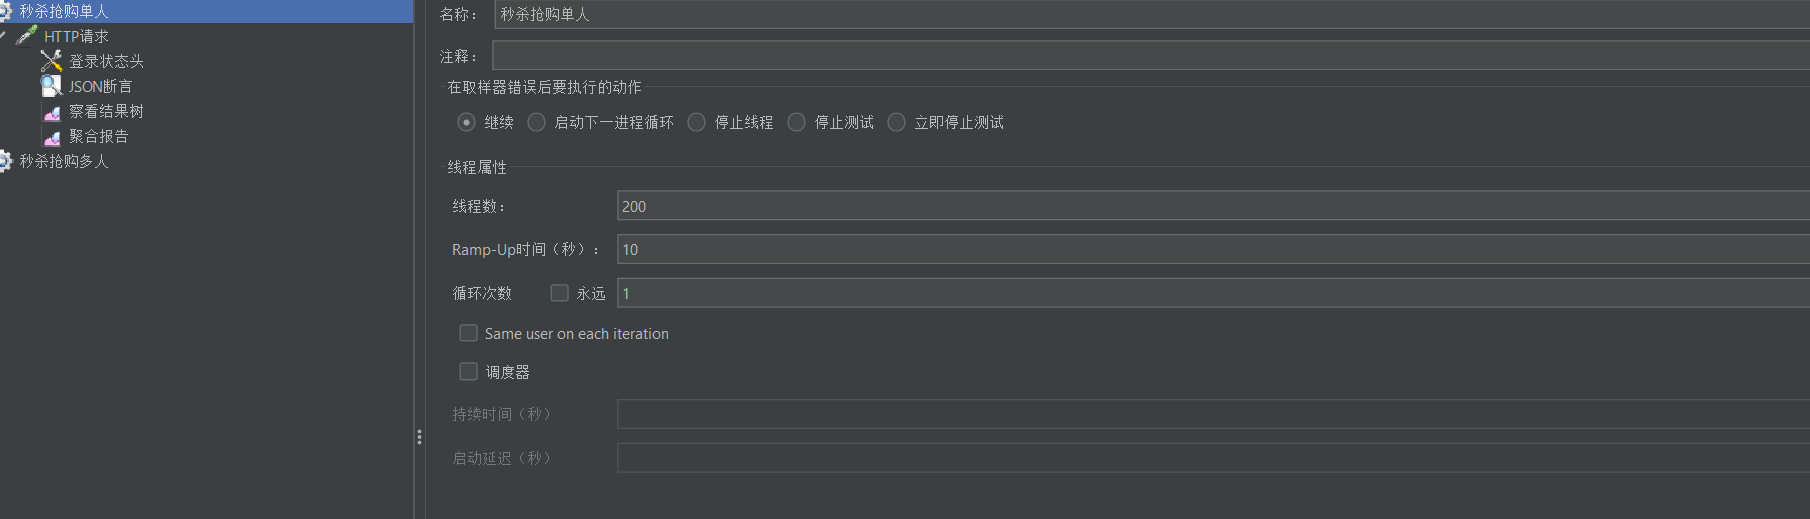 秒杀抢购单人
HTTP请求
登录状态头
JSON断言
察看结果树
聚合报告
秒杀抢购多人
名称： 秒杀抢购单人
注释：
在取样器错误后要执行的动作
继续 启动下一进程循环 停止线程 停止测试 立即停止测试
线程属性
线程数： 200
Ramp-Up时间（秒）： 10
循环次数 永远 1
Same user on each iteration
调度器
持续时间（秒）
启动延迟（秒）